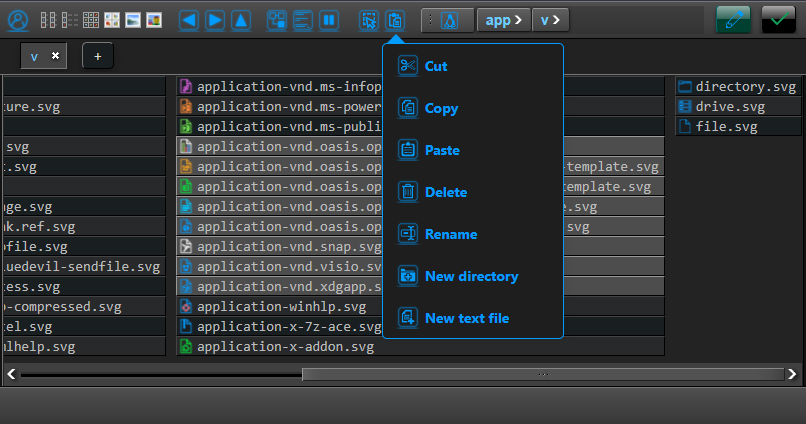 app
v
v
+
application-vnd.ms-infop
directory.svg
ture.svg
application-vnd.ms-power
drive.svg
application-vnd.ms-publi
file.svg
.svg
application-vnd.oasis.op
t.svg
application-vnd.oasis.op
-template.svg
application-vnd.oasis.op
template.svg
age.svg
application-vnd.oasis.op
e.svg
nk.ref.svg
application-vnd.oasis.op
.svg
ofile.svg
application-vnd.snap.svg
luedevil-sendfile.svg
application-vnd.visio.sv
cess.svg
application-vnd.xdgapp.s
o-compressed.svg
application-winhlp.svg
tel.svg
application-x-7z-ace.svg
mlhelp.svg
application-x-addon.svg
Cut
Copy
Paste
Delete
Rename
New directory
New text file